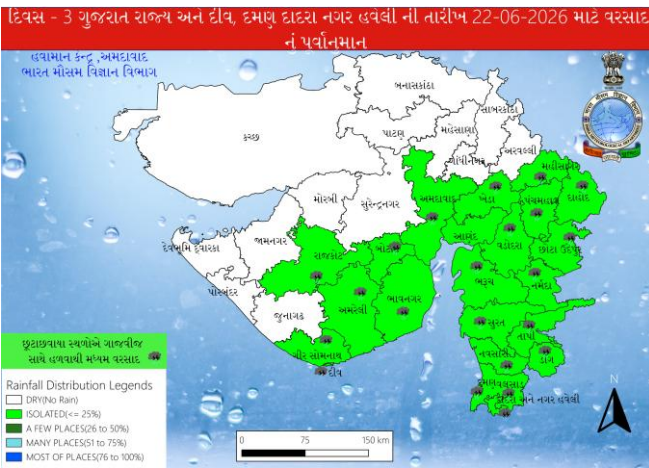 દિવસ - 3 ગુજરાત રાજ્ય અને દીવ, દમણ દાદરા નગર હવેલી ની તારીખ 22-06-2026 માટે વરસાદ
નું પૂર્વાનુમાન
હવામાન કેન્દ્ર ,અમદાવાદ
ભારત મૌસમ વિજ્ઞાન વિભાગ
બનાસકાંઠા
સાબરકાંઠા
કચ્છ
પાટણ
મહેસાણા
અરવલ્લી
ગાંધીનગર
મહીસાગર
મોરબી
સુરેન્દ્રનગર
અમદાવાદ
ખેડા
પંચમહાલ
દાહોદ
દેવભૂમિ દ્વારકા
જામનગર
રાજકોટ
બોટાદ
આણંદ
વડોદરા
છોટા ઉદેપુર
પોરબંદર
જુનાગઢ
અમરેલી
ભાવનગર
ભરૂચ
નર્મદા
ગીર સોમનાથ
દીવ
સુરત
તાપી
નવસારી
ડાંગ
દમણ
વલસાડ
દાદરા અને નગર હવેલી
છૂટાછવાયા સ્થળોએ ગાજવીજ
સાથે હળવાથી મધ્યમ વરસાદ
Rainfall Distribution Legends
DRY(No Rain)
ISOLATED(<= 25%)
A FEW PLACES(26 to 50%)
MANY PLACES(51 to 75%)
MOST OF PLACES(76 to 100%)
0 75 150 km
N